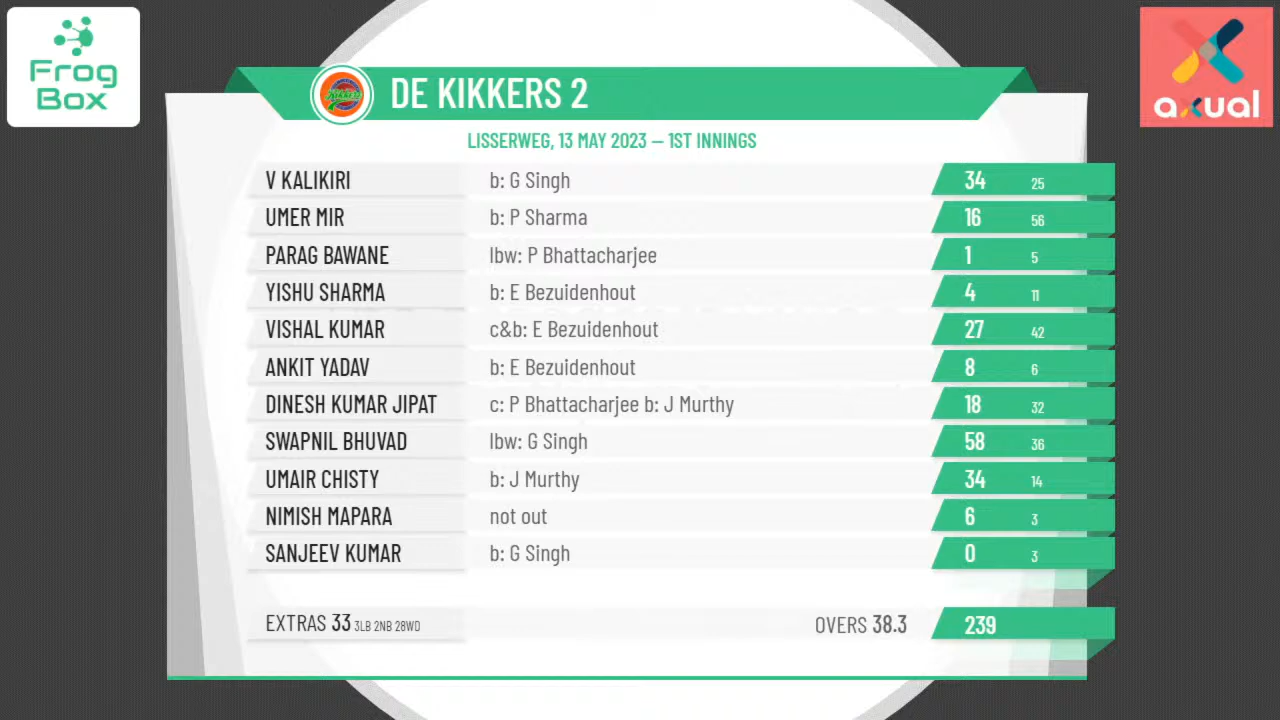 Frog
Box
axual
KIKKERS
DE KIKKERS 2
LISSERWEG, 13 MAY 2023 – 1ST INNINGS
V KALIKIRI b: G Singh 34 25
UMER MIR b: P Sharma 16 56
PARAG BAWANE lbw: P Bhattacharjee 1 5
YISHU SHARMA b: E Bezuidenhout 4 11
VISHAL KUMAR c&b: E Bezuidenhout 27 42
ANKIT YADAV b: E Bezuidenhout 8 6
DINESH KUMAR JIPAT c: P Bhattacharjee b: J Murthy 18 32
SWAPNIL BHUVAD lbw: G Singh 58 36
UMAIR CHISTY b: J Murthy 34 14
NIMISH MAPARA not out 6 3
SANJEEV KUMAR b: G Singh 0 3
EXTRAS 33 3LB 2NB 28WD OVERS 38.3 239